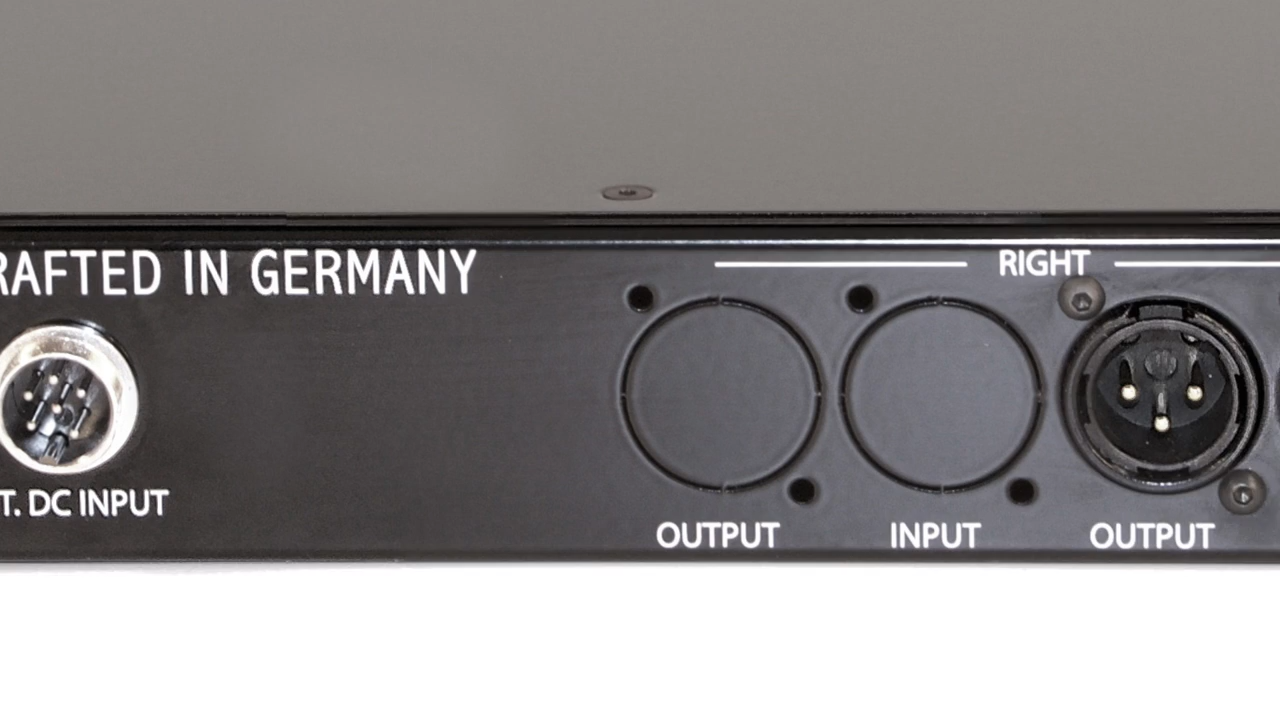 RAFTED IN GERMANY
RIGHT
T. DC INPUT
OUTPUT
INPUT
OUTPUT